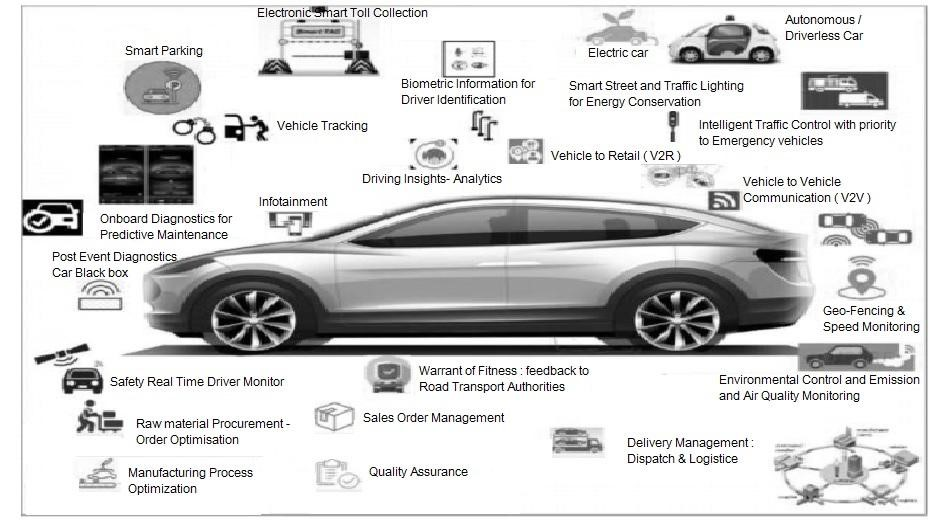 Electronic Smart Toll Collection
Autonomous /
Driverless Car
Smart Parking
Electric car
Biometric Information for
Driver Identification
Smart Street and Traffic Lighting
for Energy Conservation
Vehicle Tracking
Intelligent Traffic Control with priority
to Emergency vehicles
Vehicle to Retail ( V2R )
Driving Insights- Analytics
Vehicle to Vehicle
Communication ( V2V )
Infotainment
Onboard Diagnostics for
Predictive Maintenance
Post Event Diagnostics
Car Black box
Geo-Fencing &
Speed Monitoring
Safety Real Time Driver Monitor
Warrant of Fitness : feedback to
Road Transport Authorities
Environmental Control and Emission
and Air Quality Monitoring
Raw material Procurement -
Order Optimisation
Sales Order Management
Delivery Management :
Dispatch & Logistice
Manufacturing Process
Optimization
Quality Assurance